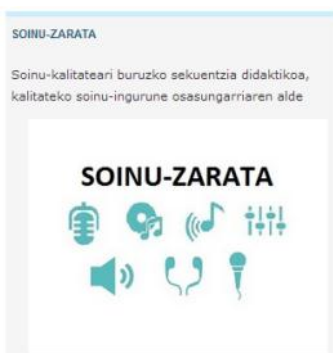 SOINU-ZARATA
Soinu-kalitateari buruzko sekuentzia didaktikoa,
kalitateko soinu-ingurune osasungarriaren alde
SOINU-ZARATA